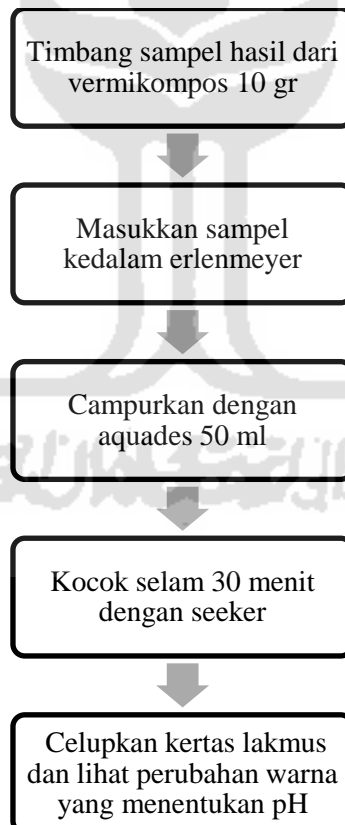 Timbang sampel hasil dari
vermikompos 10 gr
Masukkan sampel
kedalam erlenmeyer
Campurkan dengan
aquades 50 ml
Kocok selam 30 menit
dengan seeker
Celupkan kertas lakmus
dan lihat perubahan warna
yang menentukan pH